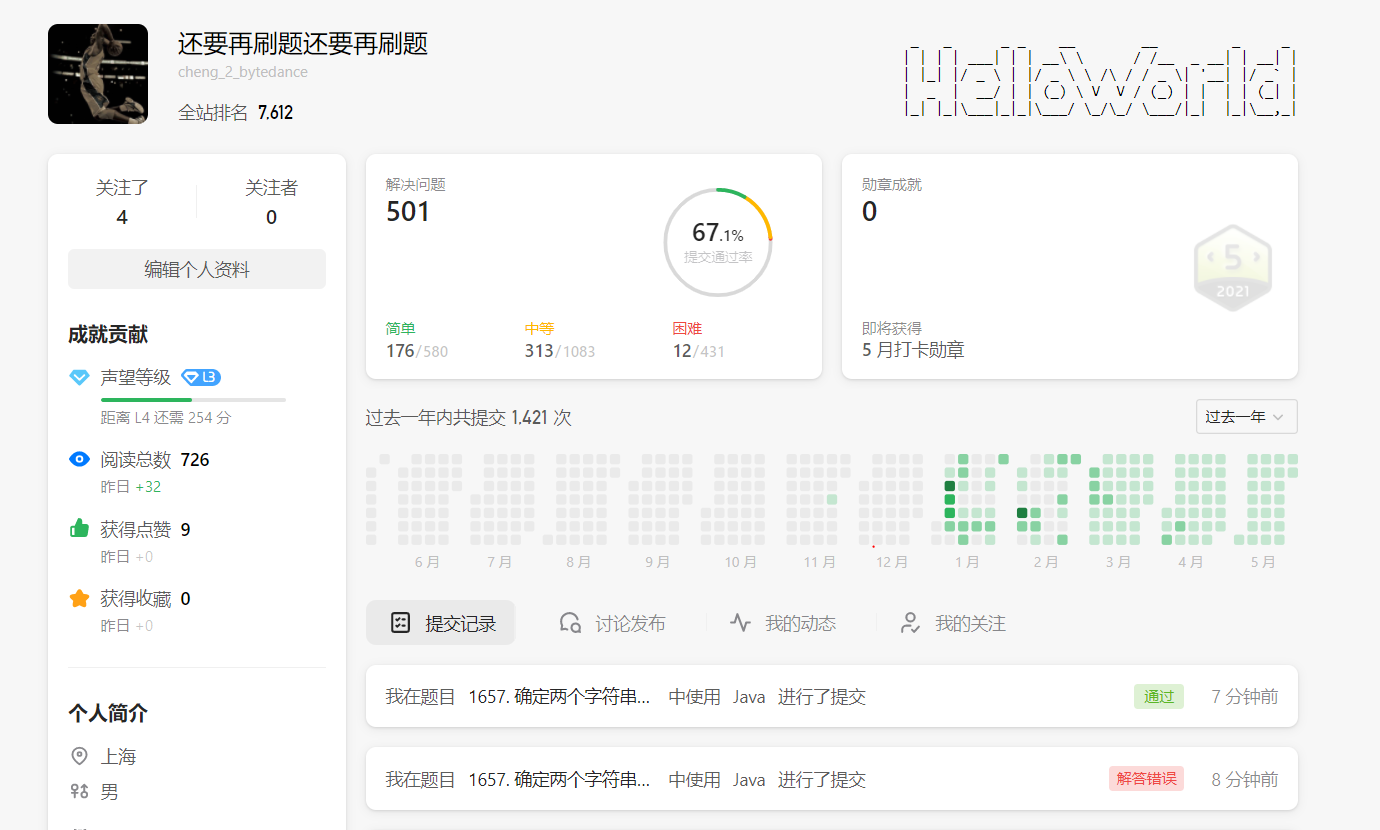 还要再刷题还要再刷题
cheng_2_bytedance
全站排名 7,612
HelloWorld
关注了
4
关注者
0
编辑个人资料
成就贡献
声望等级 L3
距离 L4 还需 254 分
阅读总数 726
昨日 +32
获得点赞 9
昨日 +0
获得收藏 0
昨日 +0
个人简介
上海
男
解决问题
501
67.1%
提交通过率
简单
176/580
中等
313/1083
困难
12/431
勋章成就
0
5
2021
即将获得
5 月打卡勋章
过去一年内共提交 1,421 次
过去一年
6 月 7 月 8 月 9 月 10 月 11 月 12 月 1 月 2 月 3 月 4 月 5 月
提交记录 讨论发布 我的动态 我的关注
我在题目 1657. 确定两个字符串... 中使用 Java 进行了提交 通过 7 分钟前
我在题目 1657. 确定两个字符串... 中使用 Java 进行了提交 解答错误 8 分钟前